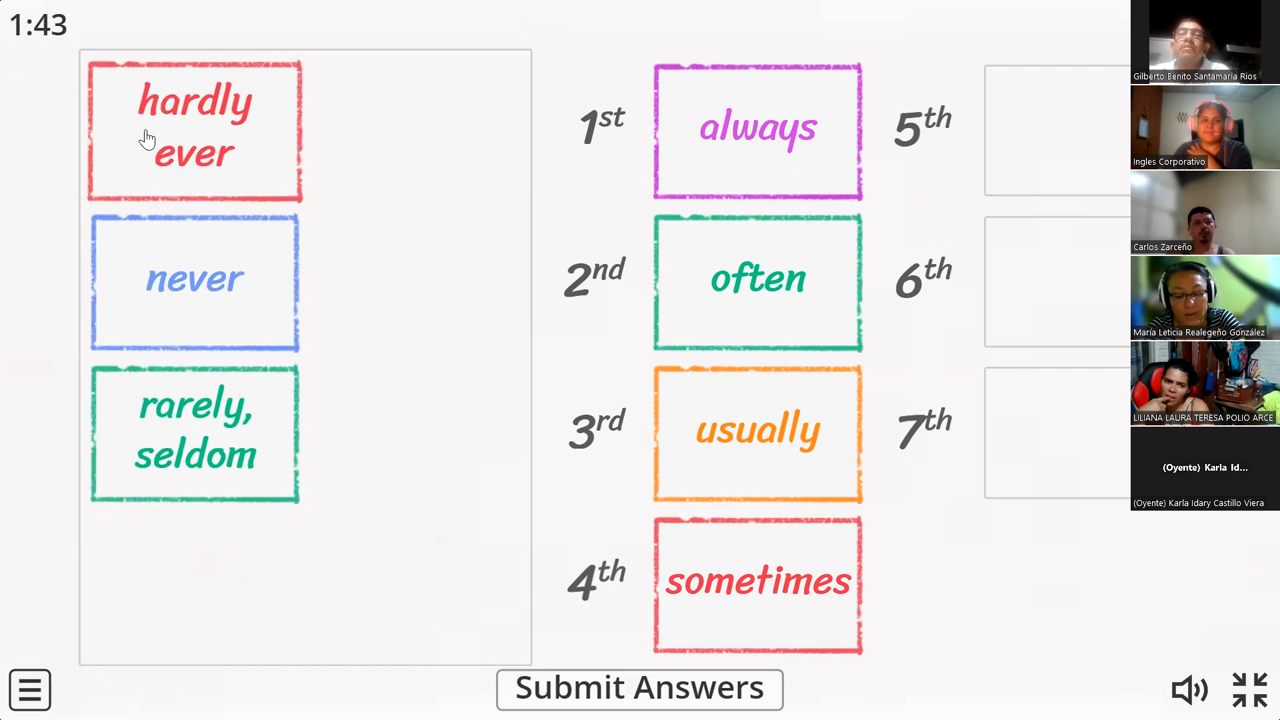 1:43
hardly
ever
never
rarely,
seldom
1st
always
2nd
often
3rd
usually
4th
sometimes
5th
6th
7th
Submit Answers
Gilberto Benito Santamaria Rios
Ingles Corporativo
Carlos Zarceño
María Leticia Realegeño González
LILIANA LAURA TERESA POLIO ARCE
(Oyente) Karla Id...
(Oyente) Karla Idary Castillo Viera